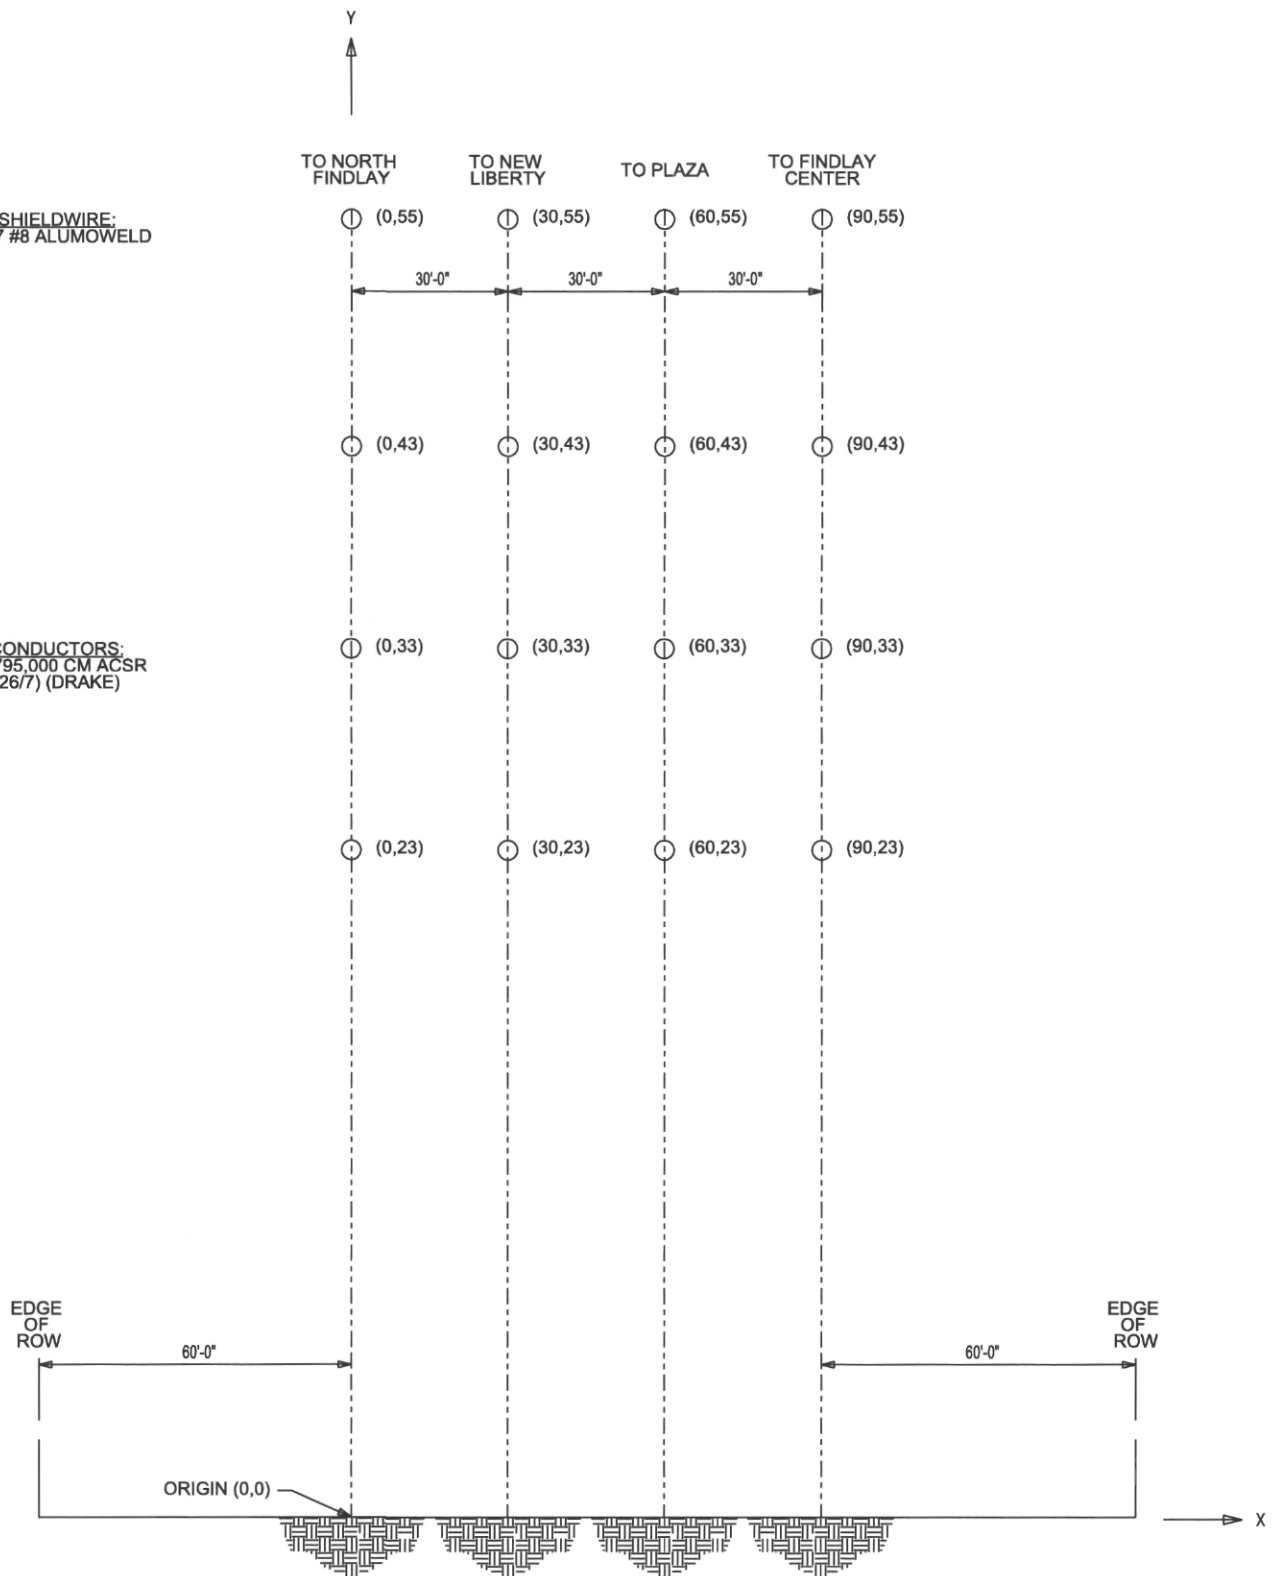 Y
TO NORTH
FINDLAY
TO NEW
LIBERTY
TO PLAZA
TO FINDLAY
CENTER
SHIELDWIRE:
7 #8 ALUMOWELD
(0,55)
(30,55)
(60,55)
(90,55)
30'-0"
30'-0"
30'-0"
(0,43)
(30,43)
(60,43)
(90,43)
CONDUCTORS:
795,000 CM ACSR
26/7) (DRAKE)
(0,33)
(30,33)
(60,33)
(90,33)
(0,23)
(30,23)
(60,23)
(90,23)
EDGE
OF
ROW
60'-0"
60'-0"
EDGE
OF
ROW
ORIGIN (0,0)
X